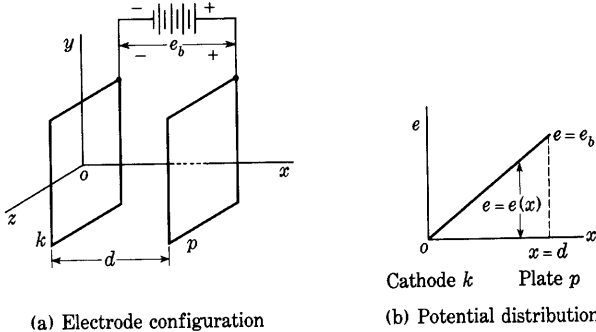 − +
e_b
− +
y
o
x
z
k
d
p
(a) Electrode configuration
e
e = e_b
e = e(x)
o
x
x = d
Cathode k Plate p
(b) Potential distribution